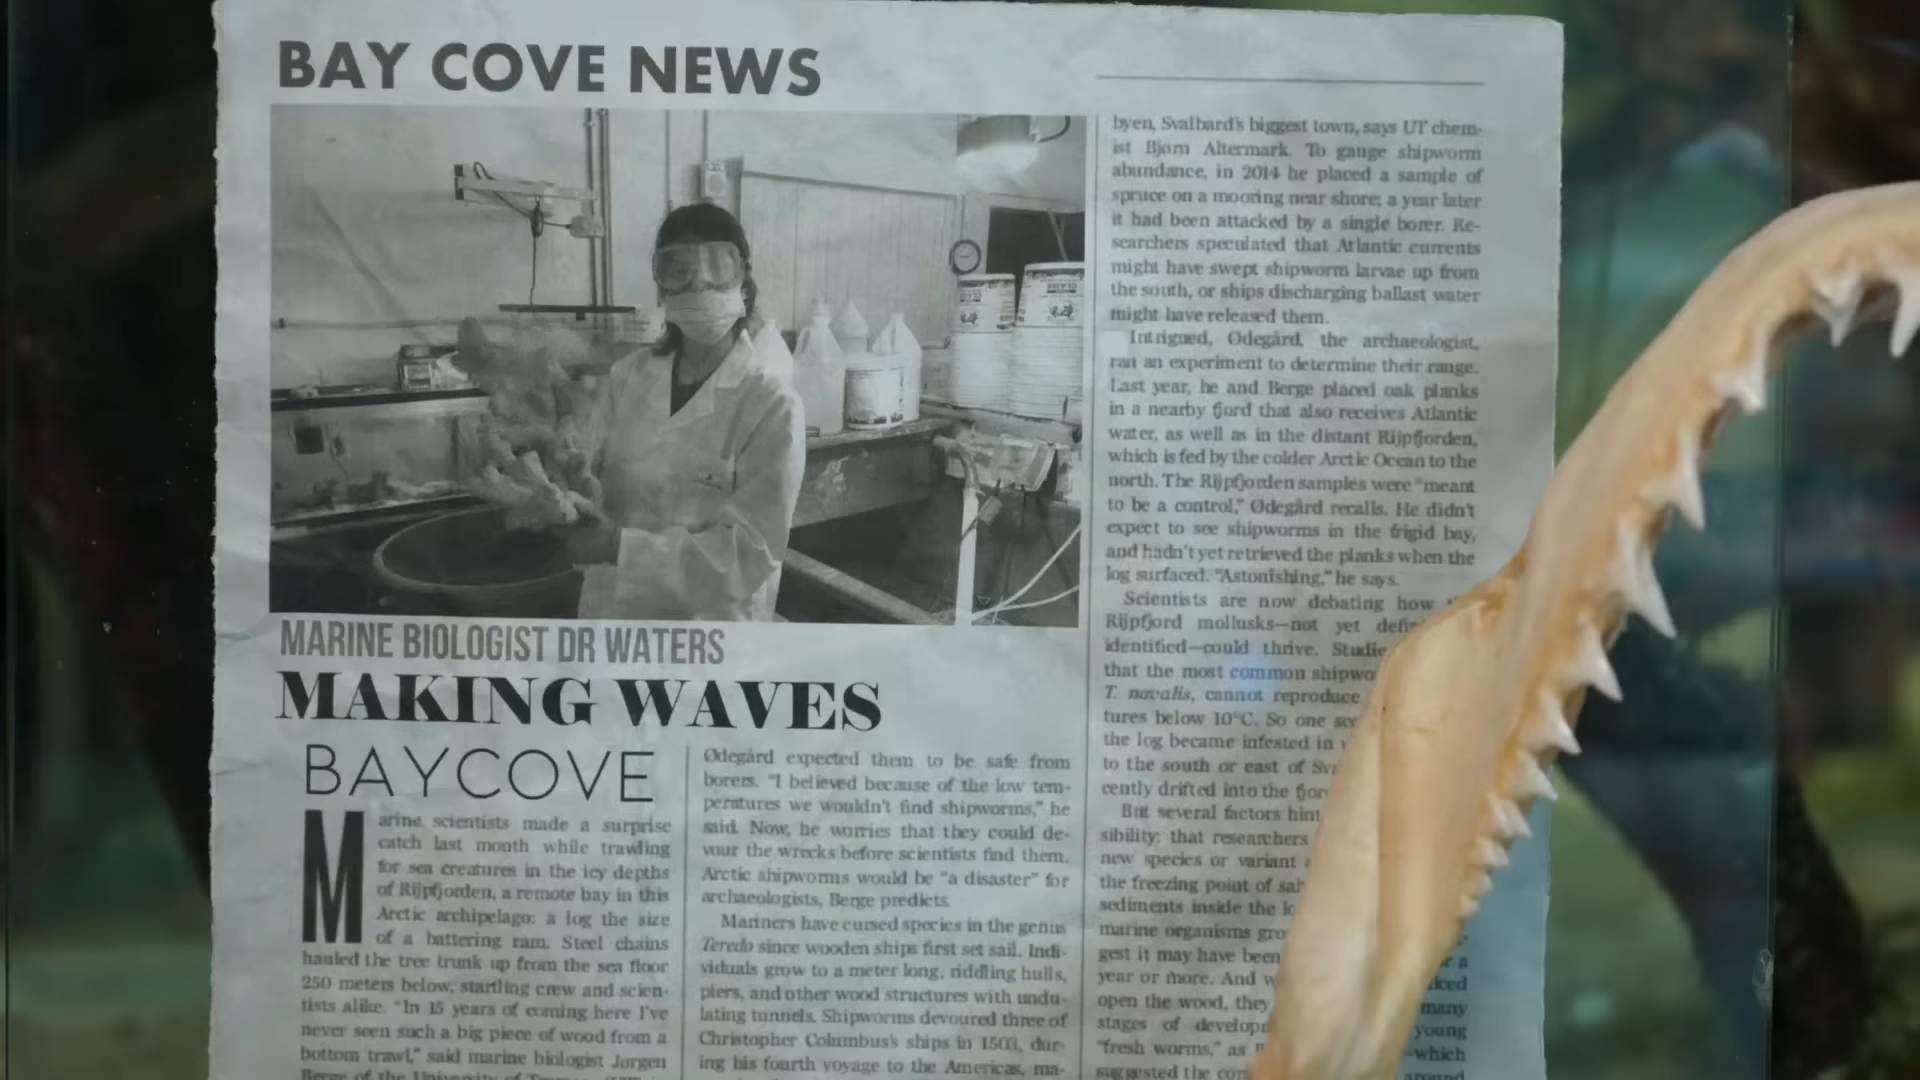 BAY COVE NEWS
MARINE BIOLOGIST DR WATERS
MAKING WAVES
BAYCOVE
Marine scientists made a surprise
catch last month while trawling
for sea creatures in the icy depths
of Rijpfjorden, a remote bay in this
Arctic archipelago: a log the size
of a battering ram. Steel chains
hauled the tree trunk up from the sea floor
250 meters below, startling crew and scien-
tists alike. "In 15 years of coming here I've
never seen such a big piece of wood from a
bottom trawl," said marine biologist Jørgen
Berge of the University of
Ødegård expected them to be safe from
borers. "I believed because of the low tem-
peratures we wouldn't find shipworms," he
said. Now, he worries that they could de-
vour the wrecks before scientists find them.
Arctic shipworms would be "a disaster" for
archaeologists, Berge predicts.
Mariners have cursed species in the genus
Teredo since wooden ships first set sail. Indi-
viduals grow to a meter long, riddling hulls,
piers, and other wood structures with undu-
lating tunnels. Shipworms devoured three of
Christopher Columbus's ships in 1503, dur-
ing his fourth voyage to the Americas, ma-
byen, Svalbard's biggest town, says UT chem-
ist Bjørn Altermark. To gauge shipworm
abundance, in 2014 he placed a sample of
spruce on a mooring near shore; a year later
it had been attacked by a single borer. Re-
searchers speculated that Atlantic currents
might have swept shipworm larvae up from
the south, or ships discharging ballast water
might have released them.
Intrigued, Ødegård, the archaeologist,
ran an experiment to determine their range.
Last year, he and Berge placed oak planks
in a nearby fjord that also receives Atlantic
water, as well as in the distant Rijpfjorden,
which is fed by the colder Arctic Ocean to the
north. The Rijpfjorden samples were "meant
to be a control," Ødegård recalls. He didn't
expect to see shipworms in the frigid bay,
and hadn't yet retrieved the planks when the
log surfaced. "Astonishing," he says.
Scientists are now debating how
Rijpfjord mollusks—not yet
identified—could thrive.
that the most common
T. navalis, cannot reproduce
tures below 10°C. So one
the log became infested in
to the south or east of
cently drifted into the
But several factors hint
sibility: that researchers
new species or variant
the freezing point of
sediments inside the
marine organisms
gest it may have been
year or more. And
open the wood, they many
stages of young
"fresh worms," as -which
suggested the around